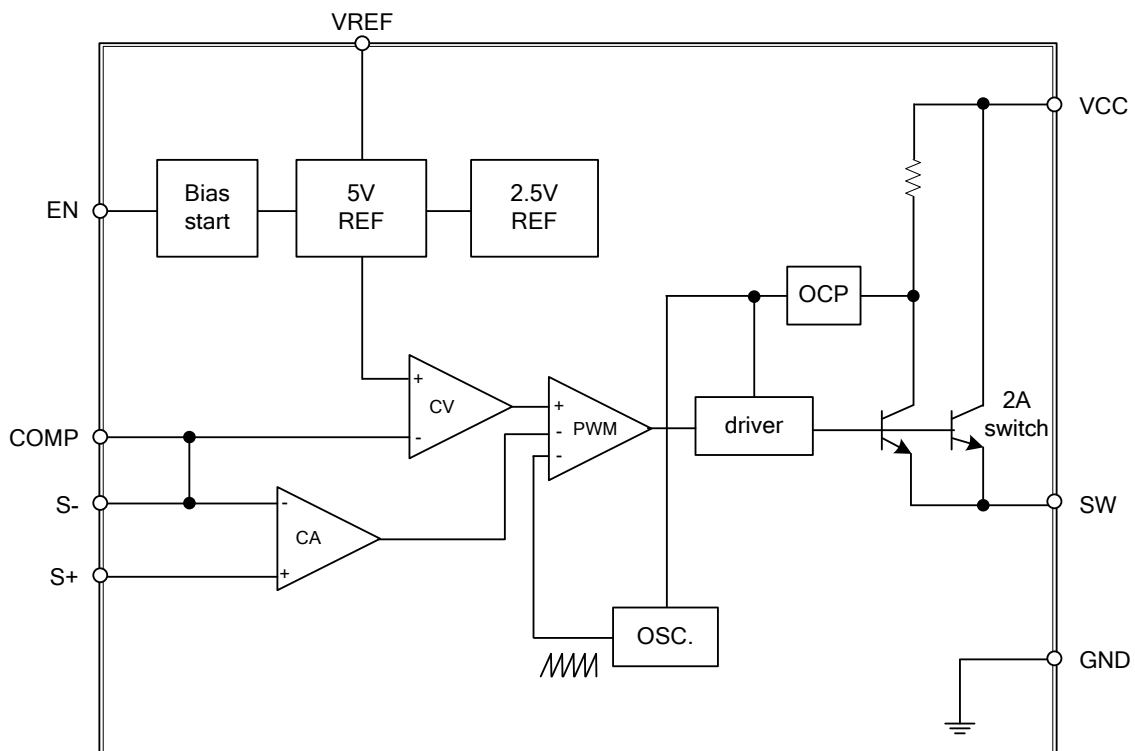 VREF
VCC
EN
Bias
start
5V
REF
2.5V
REF
OCP
+
CV
-
+
-
-
PWM
driver
2A
switch
COMP
S-
-
CA
+
S+
SW
OSC.
GND